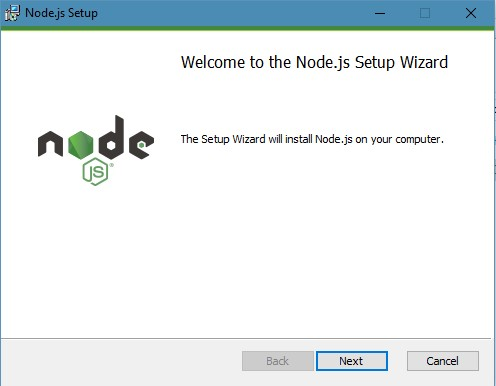 Node.js Setup
Welcome to the Node.js Setup Wizard
The Setup Wizard will install Node.js on your computer.
node
JS
®
Back
Next
Cancel